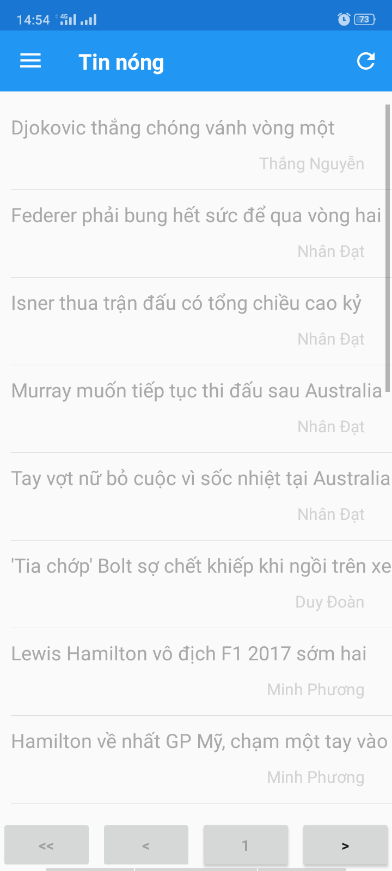 14:54 4G 73
Tin nóng
Djokovic thắng chóng vánh vòng một
Thắng Nguyễn
Federer phải bung hết sức để qua vòng hai
Nhân Đạt
Isner thua trận đấu có tổng chiều cao kỷ
Nhân Đạt
Murray muốn tiếp tục thi đấu sau Australia
Nhân Đạt
Tay vợt nữ bỏ cuộc vì sốc nhiệt tại Australia
Nhân Đạt
'Tia chớp' Bolt sợ chết khiếp khi ngồi trên xe
Duy Đoàn
Lewis Hamilton vô địch F1 2017 sớm hai
Minh Phương
Hamilton về nhất GP Mỹ, chạm một tay vào
Minh Phương
<< < 1 >